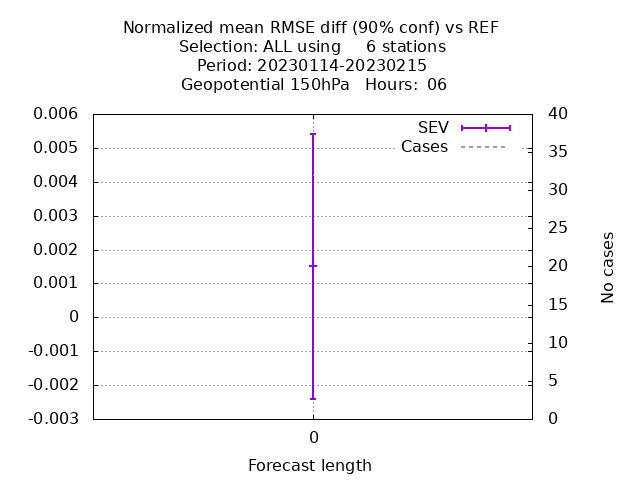 Normalized mean RMSE diff (90% conf) vs REF
Selection: ALL using     6 stations
Period: 20230114-20230215
Geopotential 150hPa   Hours:  06
0.006
0.005
0.004
0.003
0.002
0.001
0
-0.001
-0.002
-0.003
SEV
Cases
40
35
30
25
20
15
10
5
0
No cases
0
Forecast length